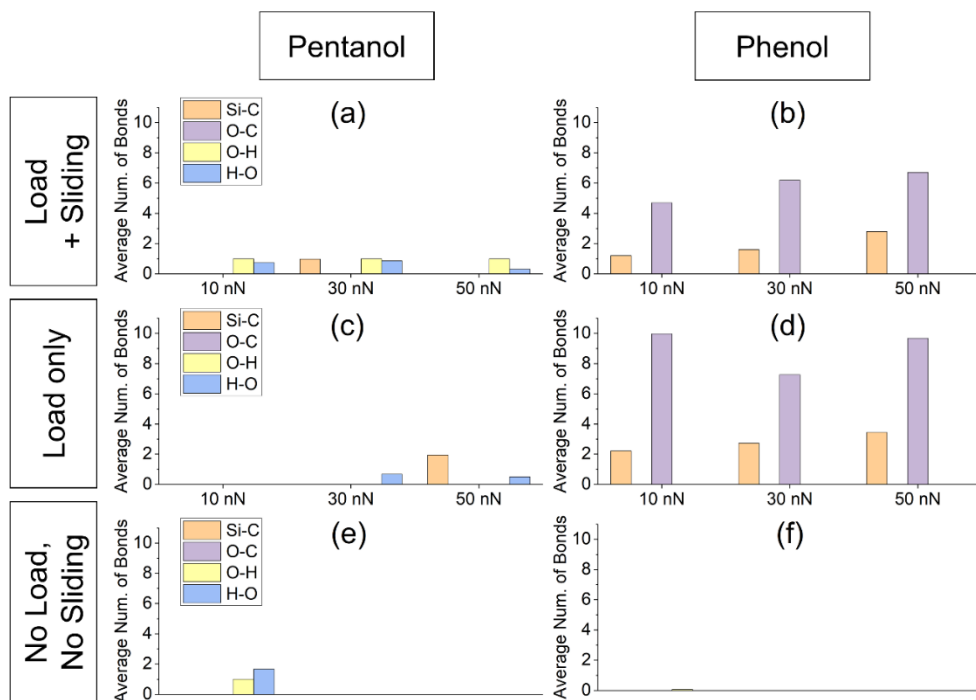 Pentanol
Phenol
Load
+ Sliding
(a)
Si-C
O-C
O-H
H-O
Average Num. of Bonds
10
8
6
4
2
0
10 nN
30 nN
50 nN
(b)
Average Num. of Bonds
10
8
6
4
2
0
10 nN
30 nN
50 nN
Load only
(c)
Si-C
O-C
O-H
H-O
Average Num. of Bonds
10
8
6
4
2
0
10 nN
30 nN
50 nN
(d)
Average Num. of Bonds
10
8
6
4
2
0
10 nN
30 nN
50 nN
No Load,
No Sliding
(e)
Si-C
O-C
O-H
H-O
Average Num. of Bonds
10
8
6
4
2
0
(f)
Average Num. of Bonds
10
8
6
4
2
0